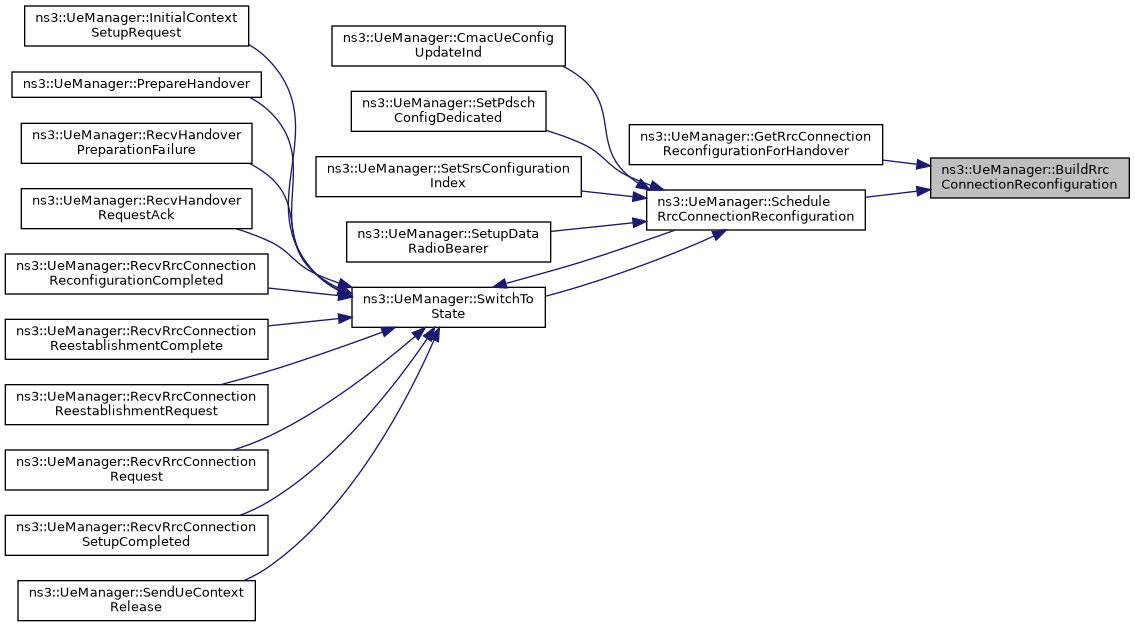 ns3::UeManager::InitialContext
SetupRequest
ns3::UeManager::PrepareHandover
ns3::UeManager::RecvHandover
PreparationFailure
ns3::UeManager::RecvHandover
RequestAck
ns3::UeManager::RecvRrcConnection
ReconfigurationCompleted
ns3::UeManager::RecvRrcConnection
ReestablishmentComplete
ns3::UeManager::RecvRrcConnection
ReestablishmentRequest
ns3::UeManager::RecvRrcConnection
Request
ns3::UeManager::RecvRrcConnection
SetupCompleted
ns3::UeManager::SendUeContext
Release
ns3::UeManager::CmacUeConfig
UpdateInd
ns3::UeManager::SetPdsch
ConfigDedicated
ns3::UeManager::SetSrsConfiguration
Index
ns3::UeManager::SetupData
RadioBearer
ns3::UeManager::SwitchTo
State
ns3::UeManager::GetRrcConnection
ReconfigurationForHandover
ns3::UeManager::Schedule
RrcConnectionReconfiguration
ns3::UeManager::BuildRrc
ConnectionReconfiguration